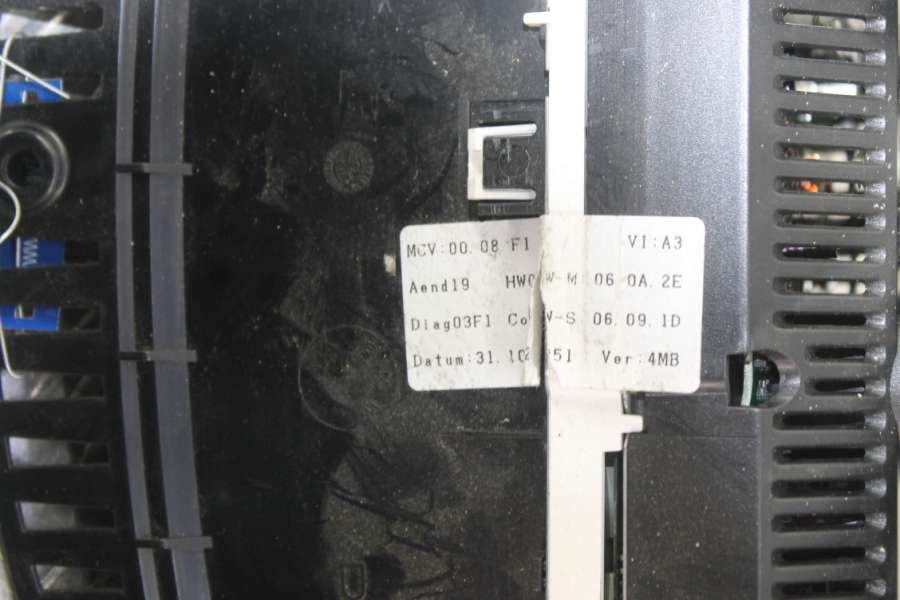 MCV:00.08 F1 VI:A3
Aend19 HW W-M 06 0A.2E
Diag03F1 Co V-S 06.09.1D
Datum:31.10 51 Ver:4MB